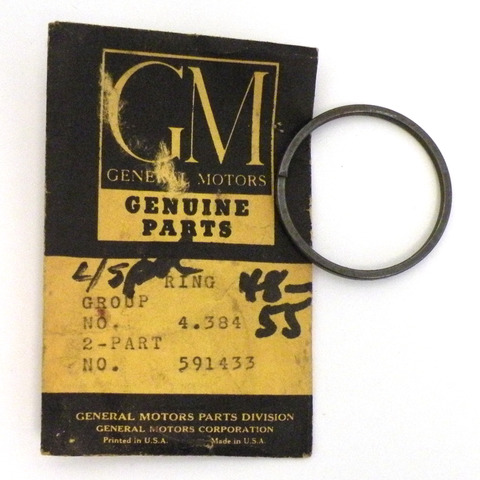 GM
GENERAL MOTORS
GENUINE
PARTS
RING
48-
55
GROUP
NO. 4.384
2-PART
NO. 591433
GENERAL MOTORS PARTS DIVISION
GENERAL MOTORS CORPORATION
Printed in U.S.A. Made in U.S.A.